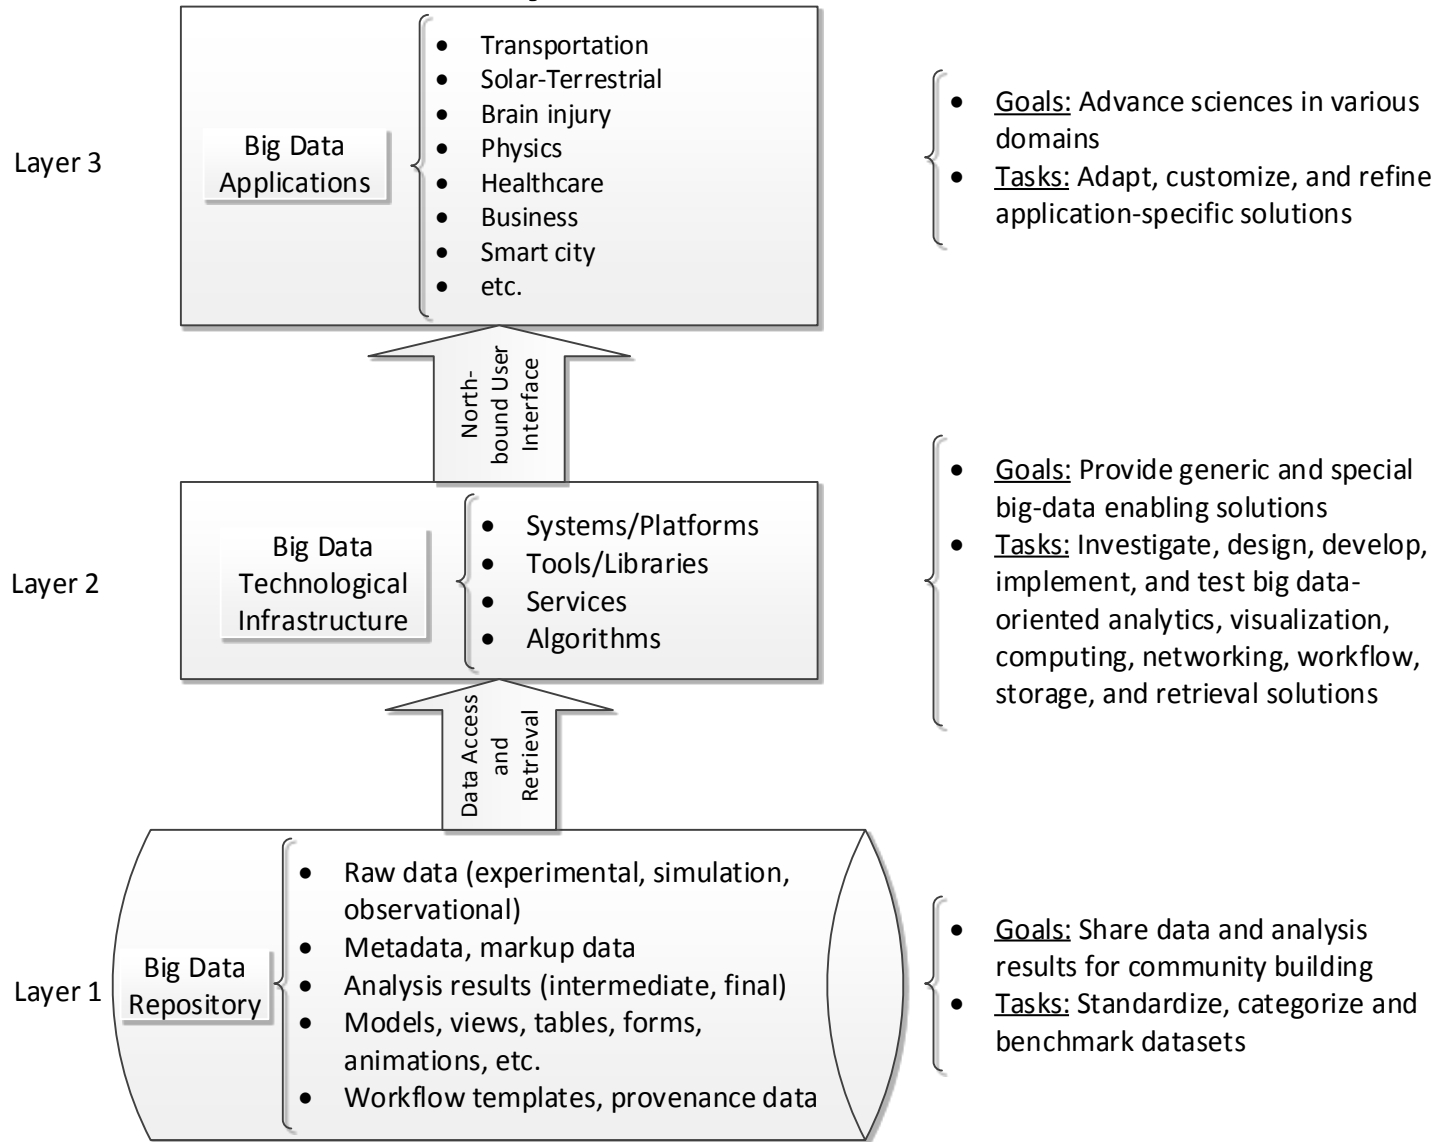 Layer 3
Big Data
Applications
• Transportation
• Solar-Terrestrial
• Brain injury
• Physics
• Healthcare
• Business
• Smart city
• etc.
• Goals: Advance sciences in various
domains
• Tasks: Adapt, customize, and refine
application-specific solutions
North-
bound User
Interface
Layer 2
Big Data
Technological
Infrastructure
• Systems/Platforms
• Tools/Libraries
• Services
• Algorithms
• Goals: Provide generic and special
big-data enabling solutions
• Tasks: Investigate, design, develop,
implement, and test big data-
oriented analytics, visualization,
computing, networking, workflow,
storage, and retrieval solutions
Data Access
and
Retrieval
Layer 1
Big Data
Repository
• Raw data (experimental, simulation,
observational)
• Metadata, markup data
• Analysis results (intermediate, final)
• Models, views, tables, forms,
animations, etc.
• Workflow templates, provenance data
• Goals: Share data and analysis
results for community building
• Tasks: Standardize, categorize and
benchmark datasets